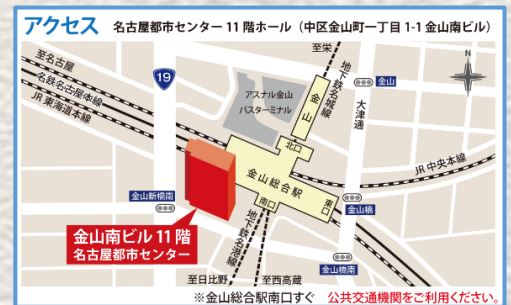 アクセス 名古屋都市センター 11 階ホール（中区金山町一丁目 1-1 金山南ビル）
至名古屋
名鉄名古屋本線
JR東海道本線
19
アスナル金山
バスターミナル
至栄
地下鉄名城線
金山
金山
大津通
N
北口
金山総合駅
JR中央本線
東口
南口
金山新橋南
金山橋
金山南ビル 11 階
名古屋都市センター
地下鉄名港線
金山橋南
至日比野
至西高蔵
※金山総合駅南口すぐ 公共交通機関をご利用ください。